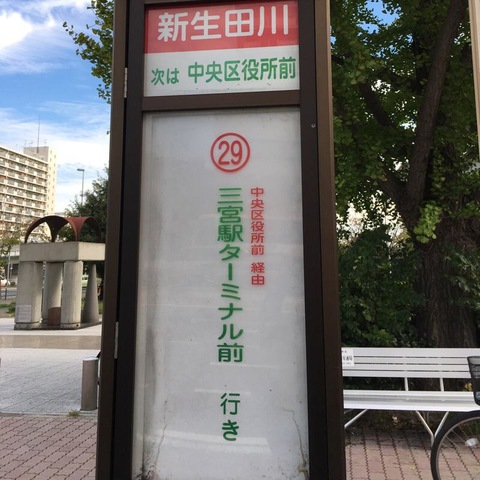 新生田川
次は 中央区役所前
29
中央区役所前 経由
三宮駅ターミナル前 行き